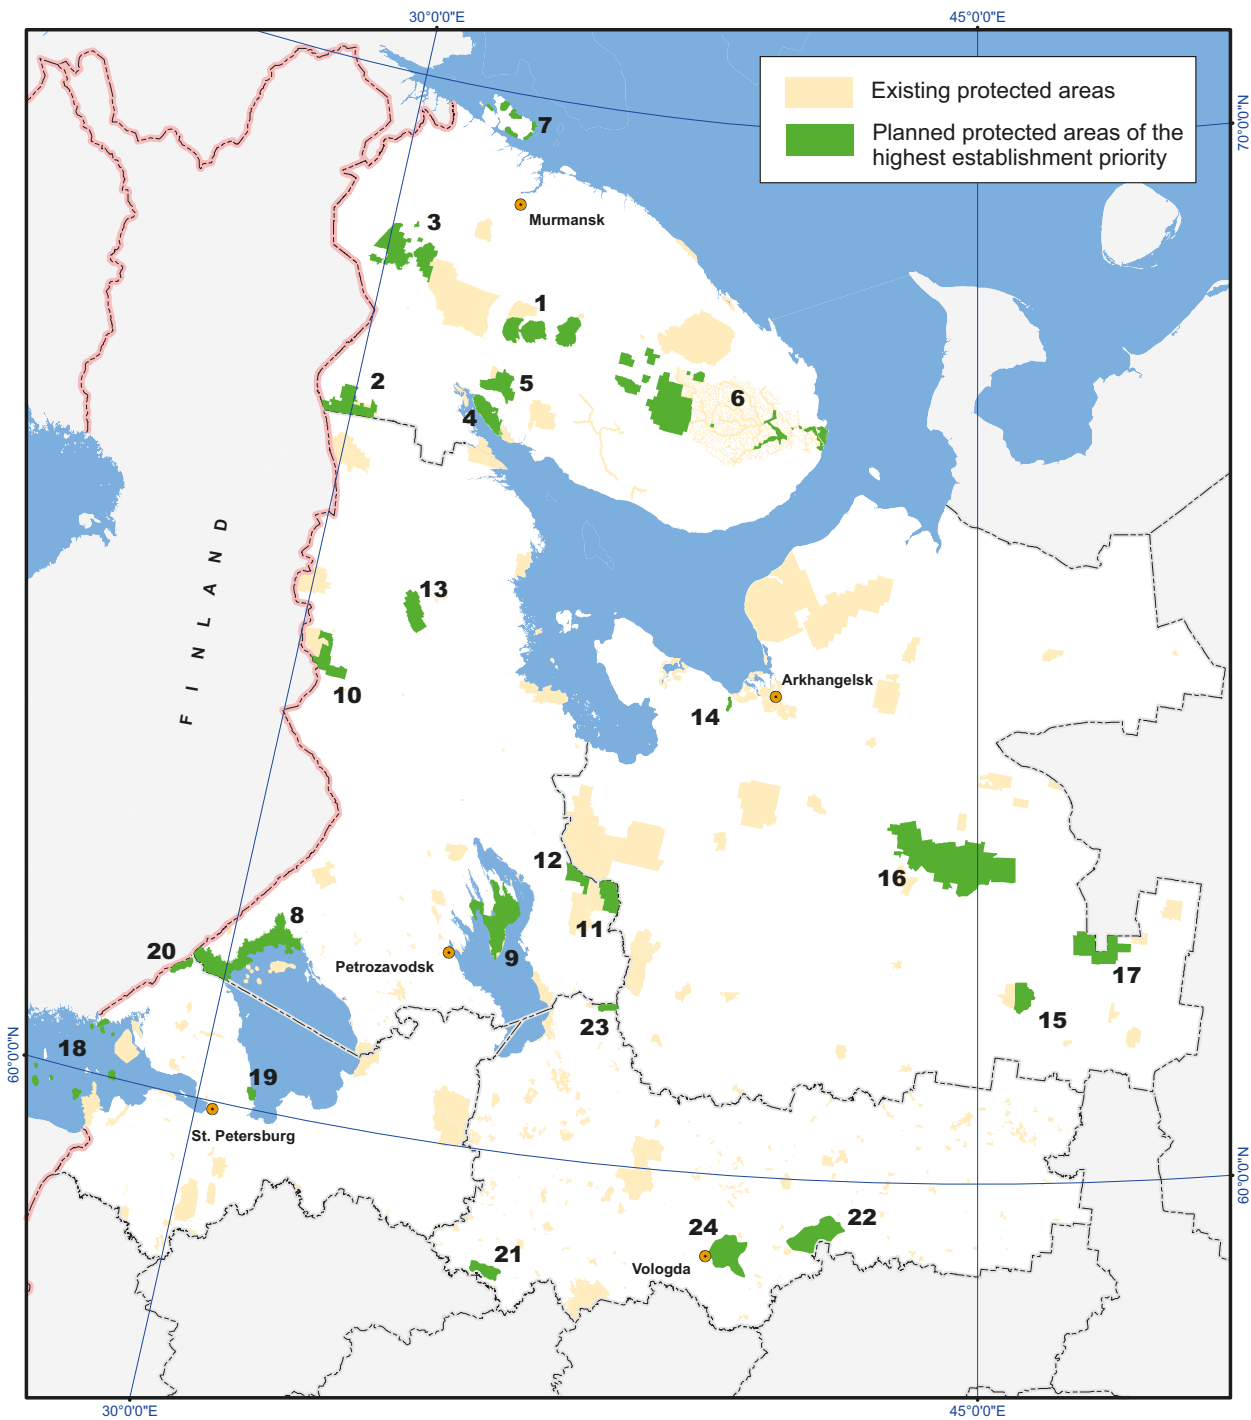 30°0'0"E
45°0'0"E
Existing protected areas
Planned protected areas of the
highest establishment priority
70°0'0"N
7
Murmansk
3
1
2
5
4
6
FINLAND
13
10
Arkhangelsk
14
12
16
11
8
20
Petrozavodsk
9
17
15
23
60°0'0"N
18
19
St. Petersburg
60°0'0"N
22
24
21
Vologda
30°0'0"E
45°0'0"E